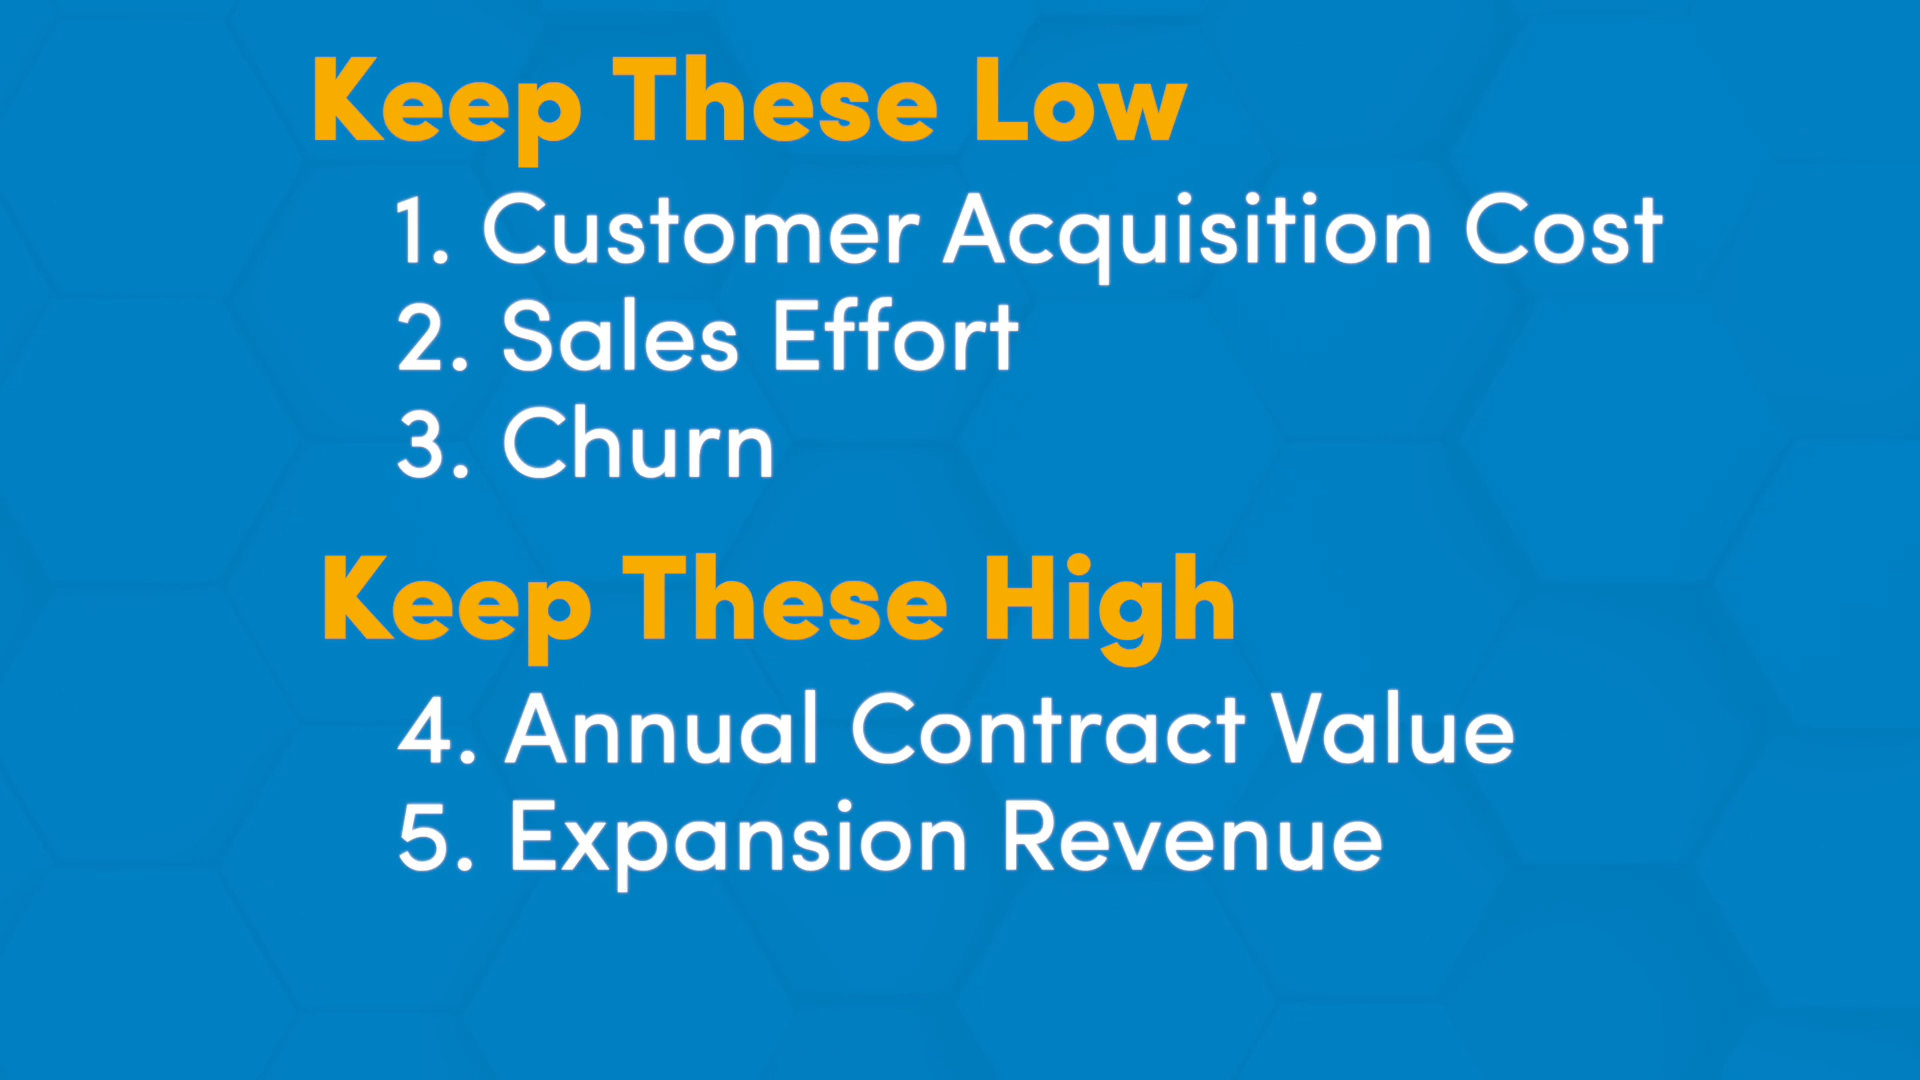 Keep These Low
1. Customer Acquisition Cost
2. Sales Effort
3. Churn
Keep These High
4. Annual Contract Value
5. Expansion Revenue